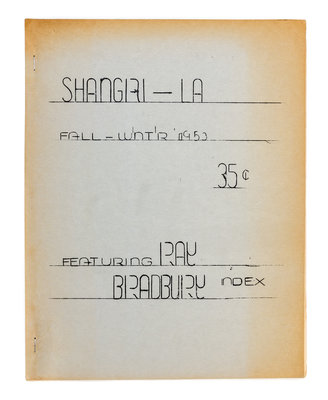 SHANGRI-LA
FALL-WNT'R '1953
35¢
FEATURING RAY
BRADBURY INDEX